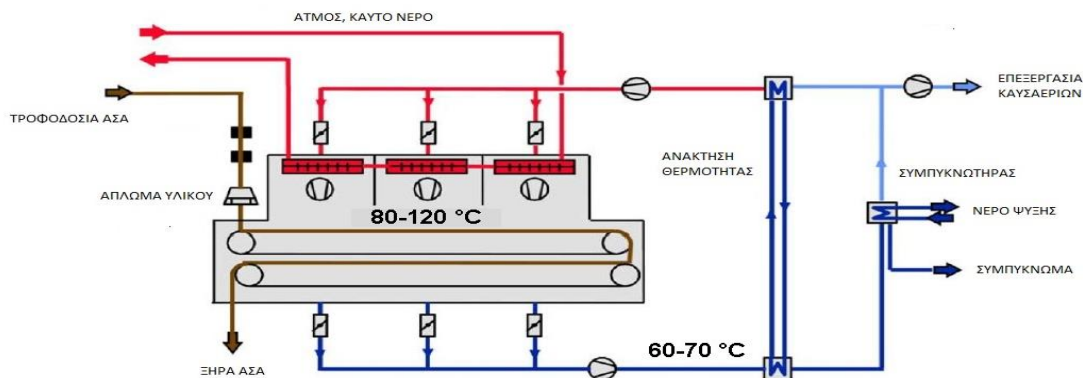 ΑΤΜΟΣ, ΚΑΥΤΟ ΝΕΡΟ
ΕΠΕΞΕΡΓΑΣΙΑ
ΚΑΥΣΑΕΡΙΩΝ
ΤΡΟΦΟΔΟΣΙΑ ΑΣΑ
ΑΝΑΚΤΗΣΗ
ΘΕΡΜΟΤΗΤΑΣ
ΣΥΜΠΥΚΝΩΤΗΡΑΣ
ΑΠΛΩΜΑ ΥΛΙΚΟΥ
80-120 °C
ΝΕΡΟ ΨΥΞΗΣ
ΣΥΜΠΥΚΝΩΜΑ
60-70 °C
ΞΗΡΑ ΑΣΑ